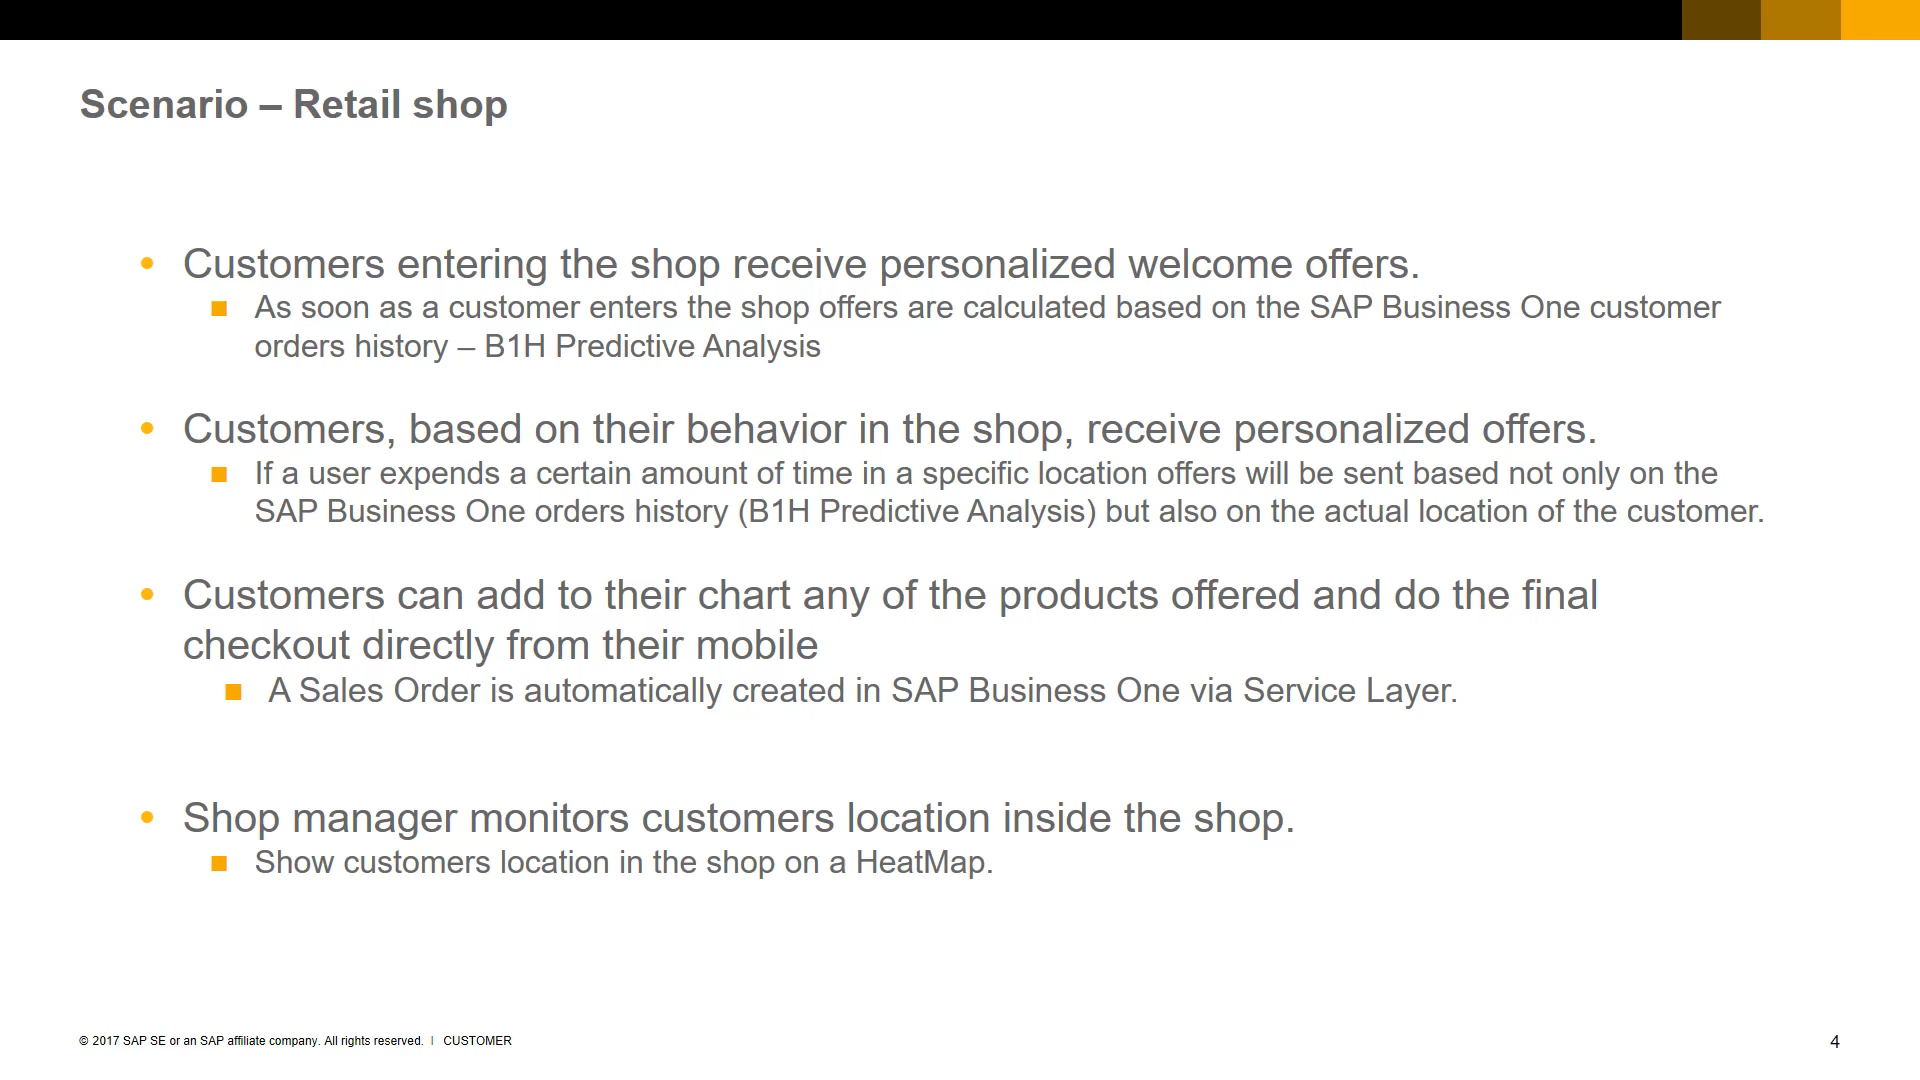 Scenario – Retail shop
• Customers entering the shop receive personalized welcome offers.
■ As soon as a customer enters the shop offers are calculated based on the SAP Business One customer
orders history – B1H Predictive Analysis
• Customers, based on their behavior in the shop, receive personalized offers.
■ If a user expends a certain amount of time in a specific location offers will be sent based not only on the
SAP Business One orders history (B1H Predictive Analysis) but also on the actual location of the customer.
• Customers can add to their chart any of the products offered and do the final
checkout directly from their mobile
■ A Sales Order is automatically created in SAP Business One via Service Layer.
• Shop manager monitors customers location inside the shop.
■ Show customers location in the shop on a HeatMap.
© 2017 SAP SE or an SAP affiliate company. All rights reserved. | CUSTOMER
4